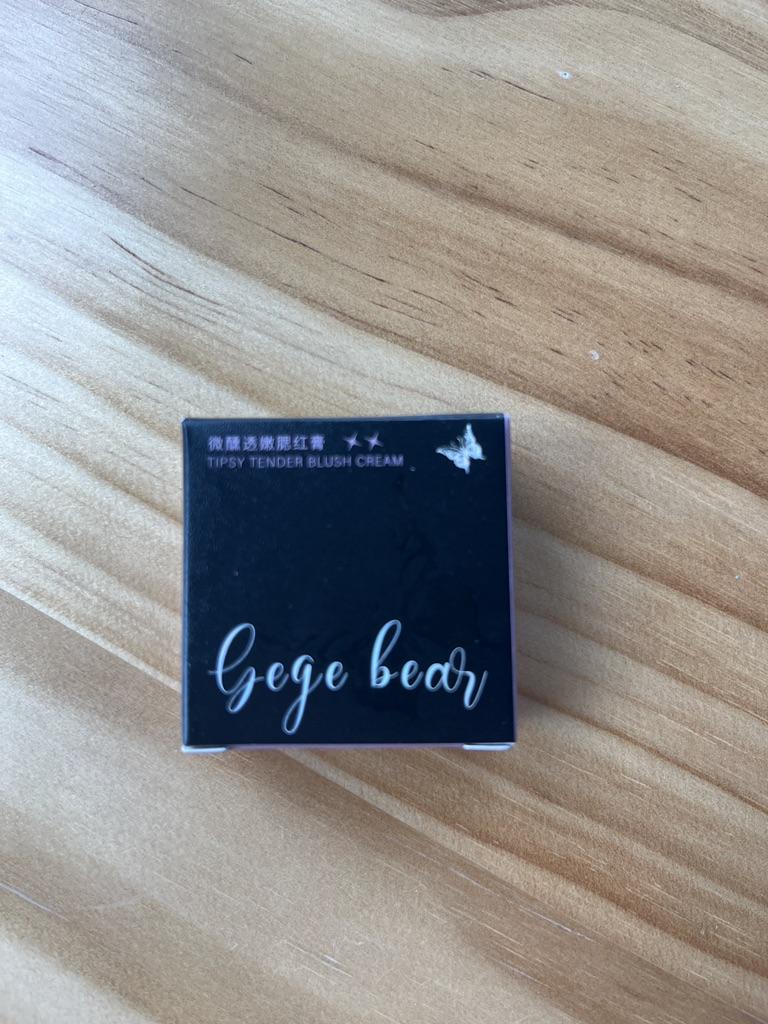 微醺透嫩腮红膏
TIPSY TENDER BLUSH CREAM
Gege bear